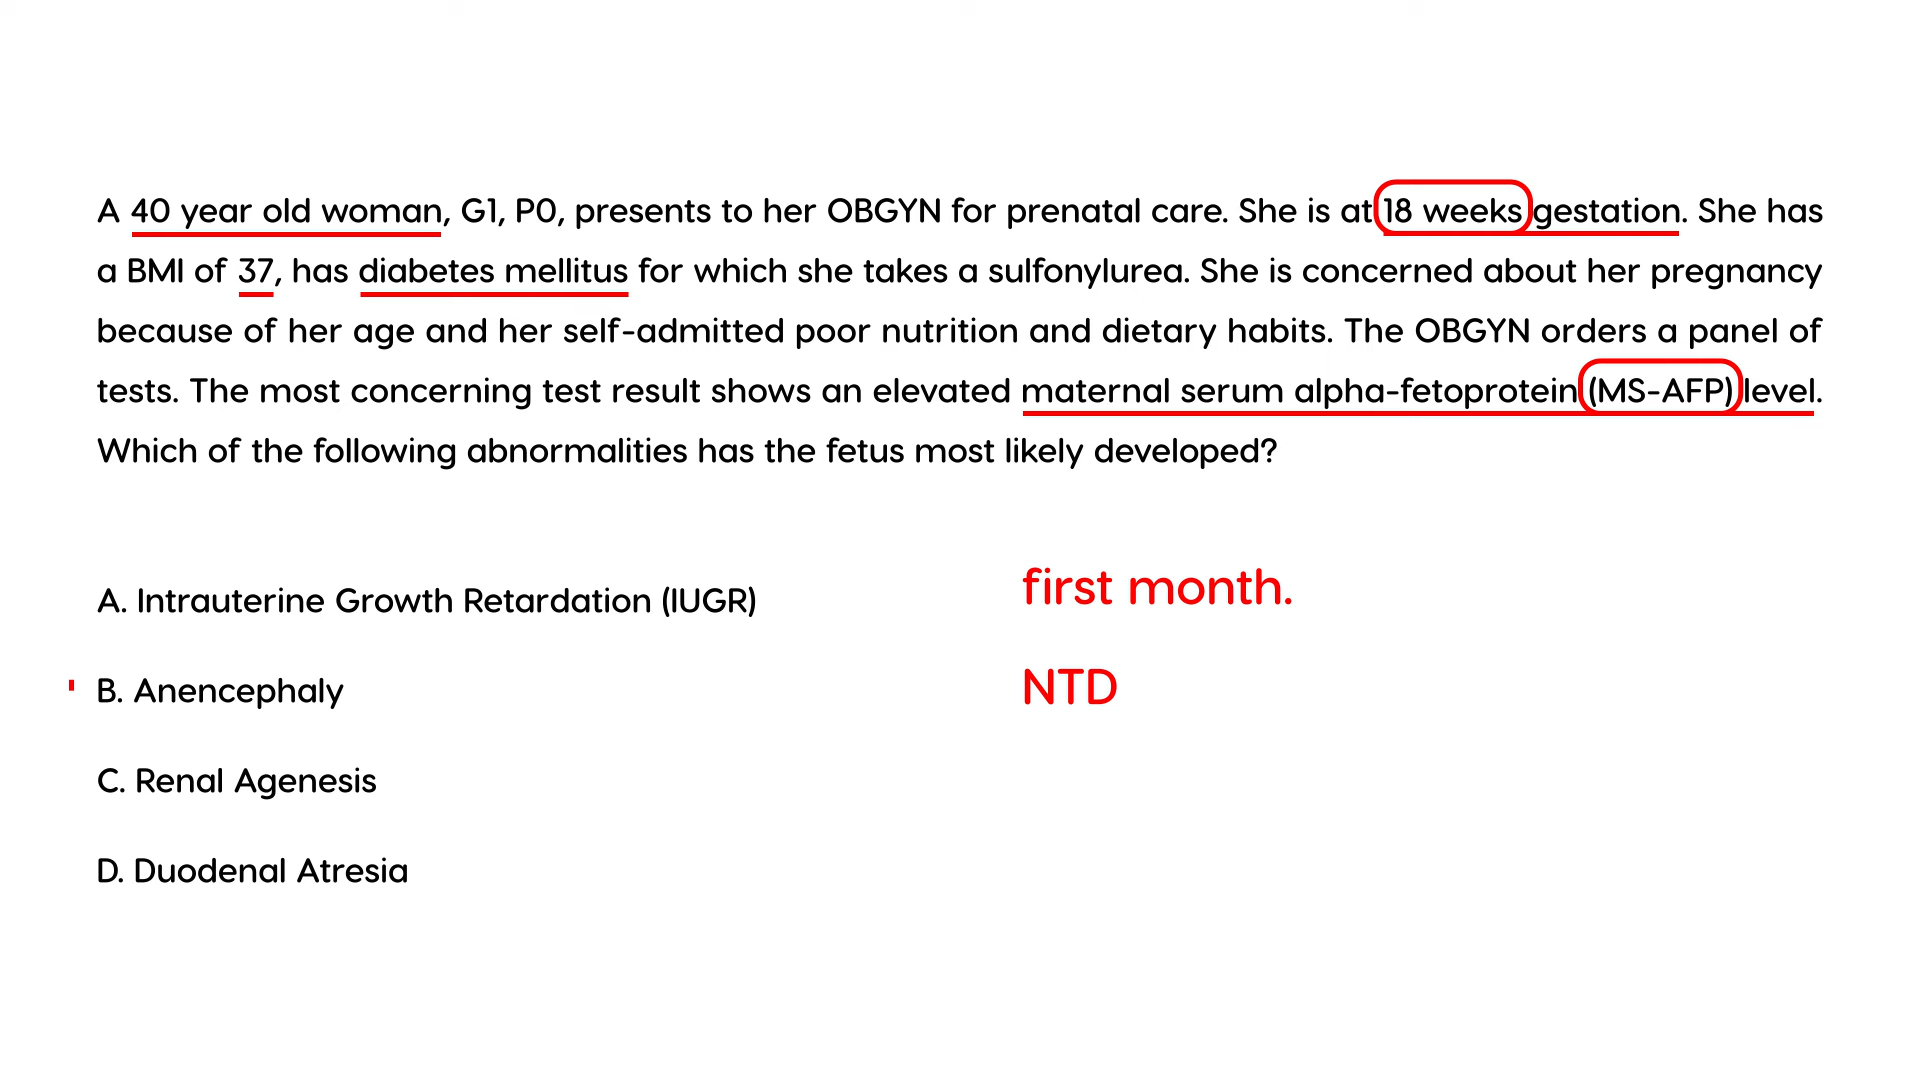 A 40 year old woman, G1, P0, presents to her OBGYN for prenatal care. She is at 18 weeks gestation. She has
a BMI of 37, has diabetes mellitus for which she takes a sulfonylurea. She is concerned about her pregnancy
because of her age and her self-admitted poor nutrition and dietary habits. The OBGYN orders a panel of
tests. The most concerning test result shows an elevated maternal serum alpha-fetoprotein (MS-AFP) level.
Which of the following abnormalities has the fetus most likely developed?
A. Intrauterine Growth Retardation (IUGR)
first month.
B. Anencephaly
NTD
C. Renal Agenesis
D. Duodenal Atresia